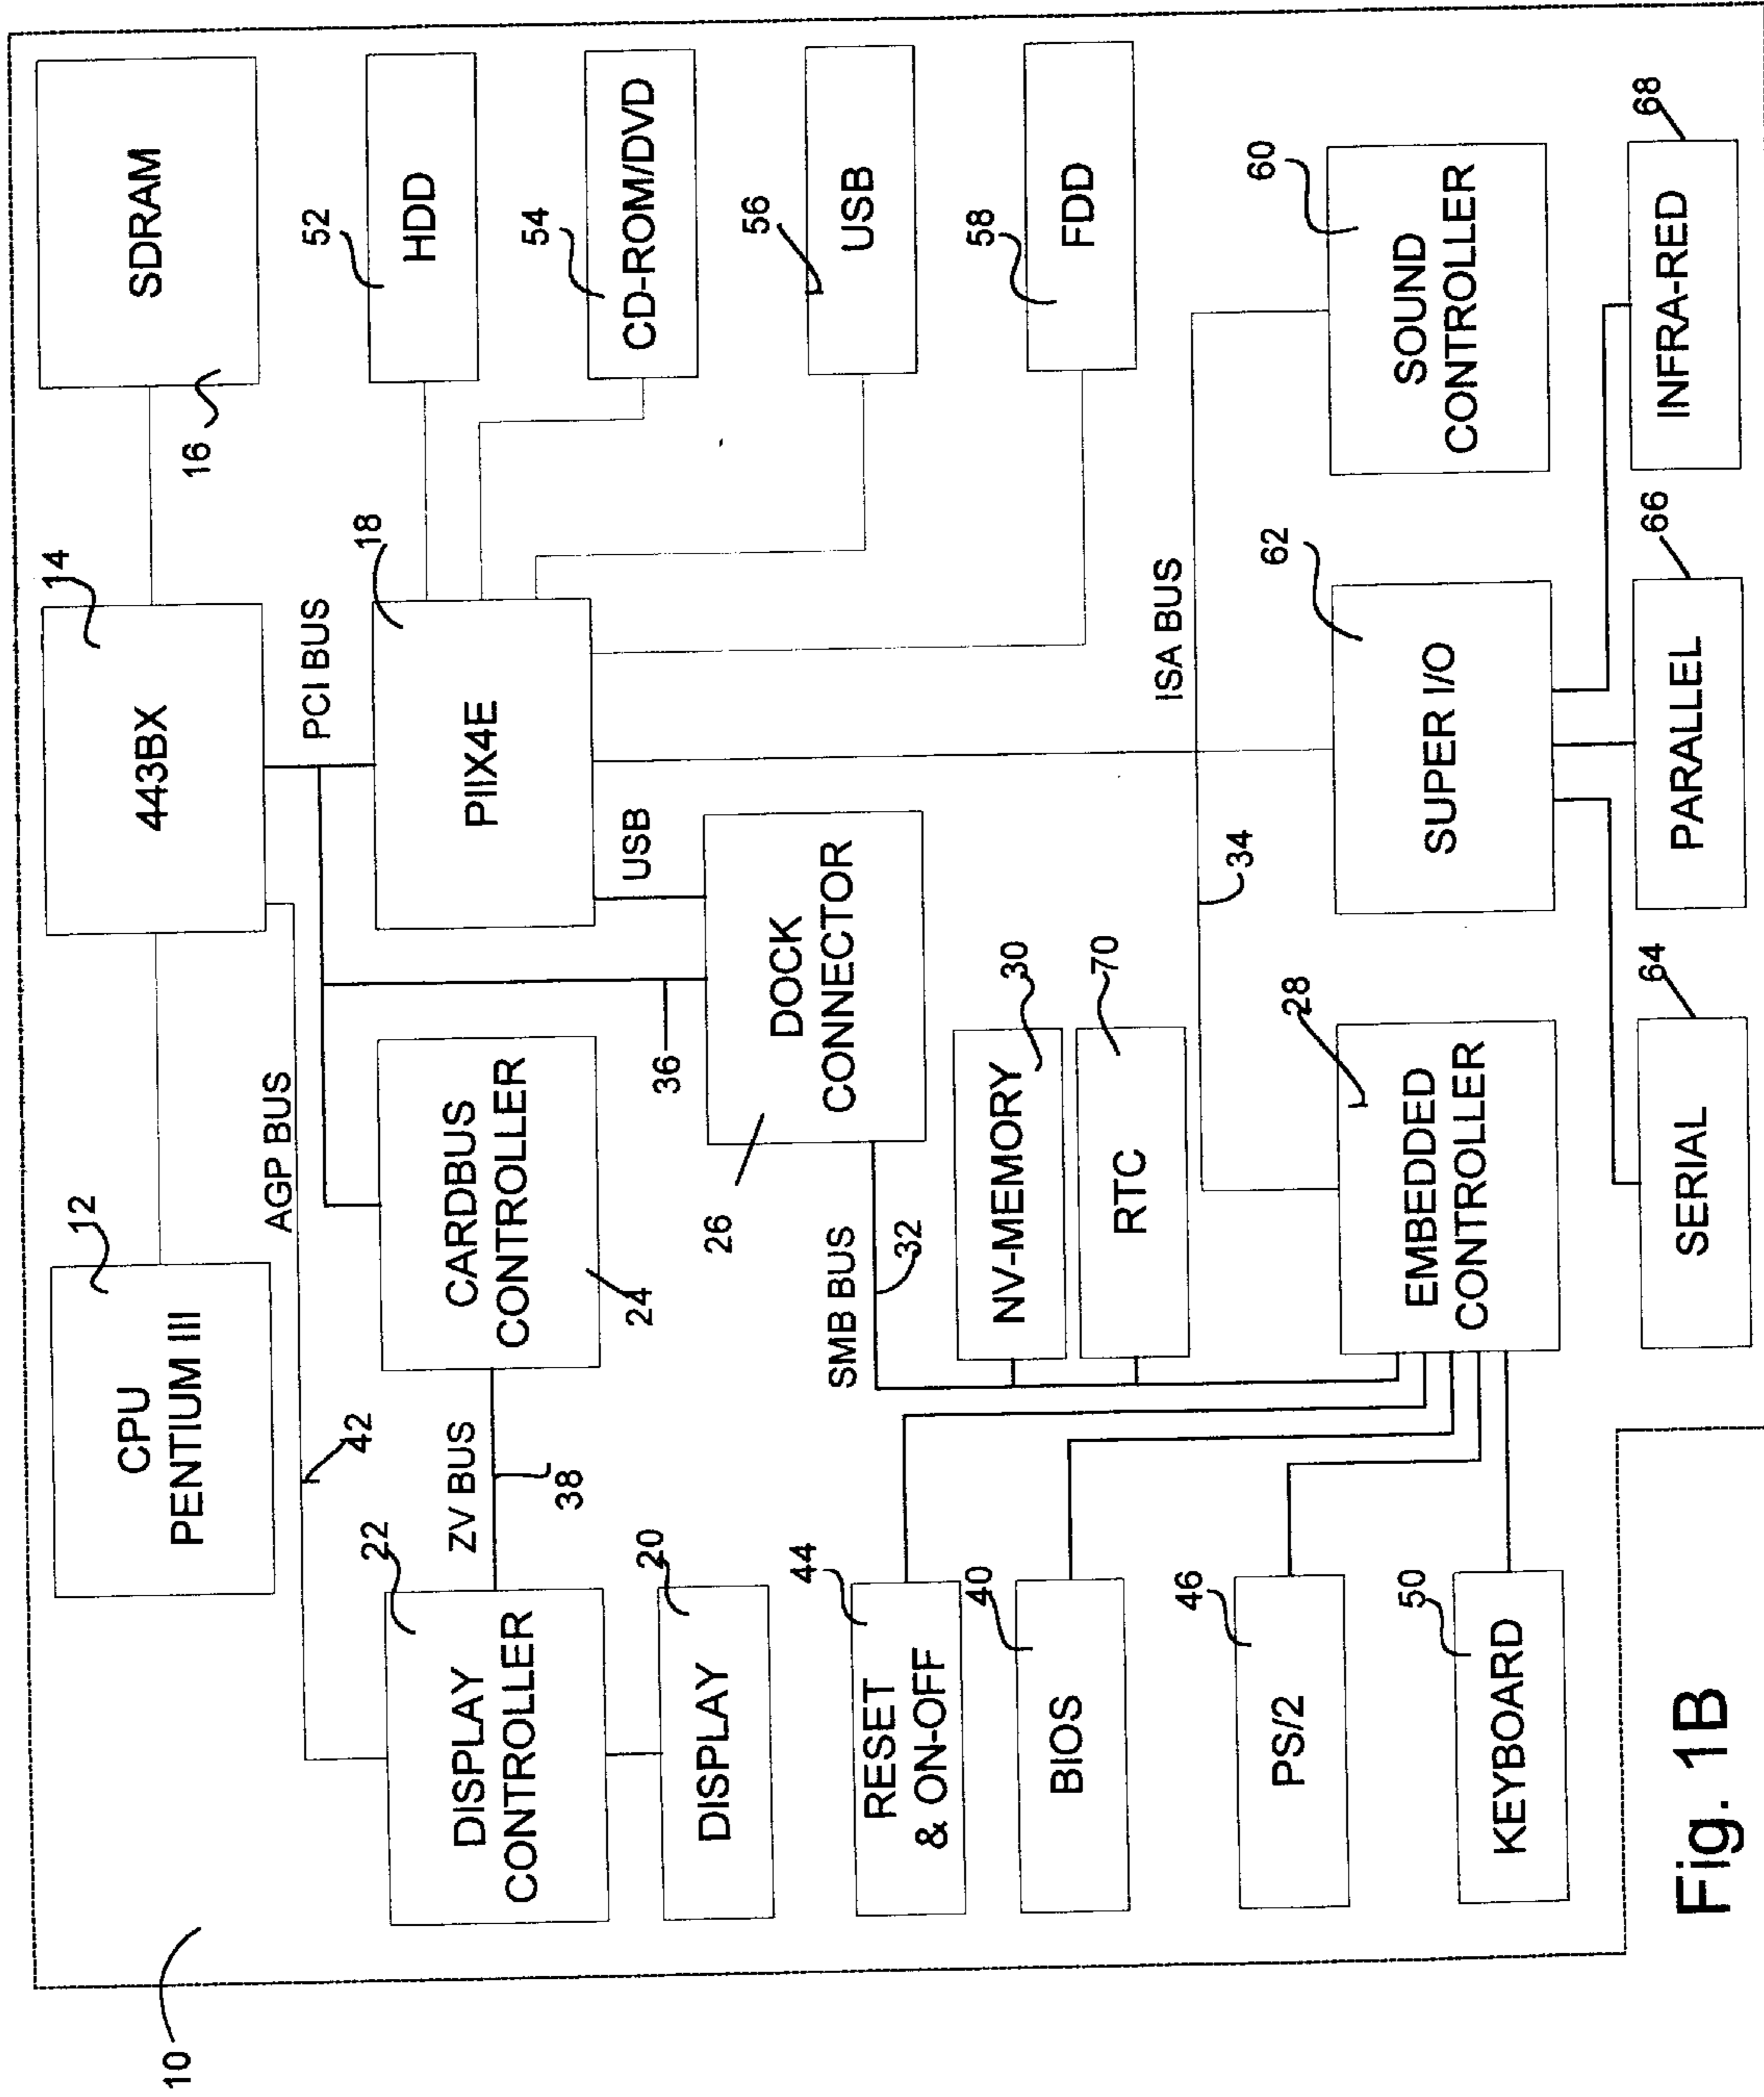 10
12
CPU
PENTIUM III
14
443BX
16
SDRAM
AGP BUS
42
PCI BUS
22
DISPLAY
CONTROLLER
ZV BUS
38
CARDBUS
CONTROLLER
24
36
18
PIIX4E
52
HDD
54
CD-ROM/DVD
20
DISPLAY
26
DOCK
CONNECTOR
USB
56
USB
44
RESET
& ON-OFF
SMB BUS
32
40
BIOS
NV-MEMORY
30
RTC
70
58
FDD
ISA BUS
34
46
PS/2
28
EMBEDDED
CONTROLLER
62
SUPER I/O
60
SOUND
CONTROLLER
50
KEYBOARD
64
SERIAL
66
PARALLEL
68
INFRA-RED
Fig. 1B